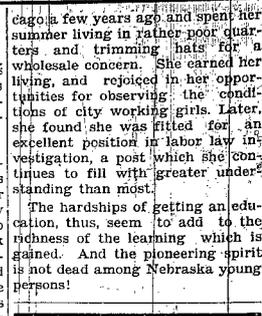 cago a few years ago and spent her
summer living in rather poor quar-
ters and trimming hats for a
wholesale concern. She earned her
living, and rejoiced in her oppor-
tunities for observing the condi-
tions of city working girls. Later,
she found she was fitted for an
excellent position in labor law in-
vestigation, a post which she con-
tinues to fill with greater under-
standing than most.
The hardships of getting an edu-
cation, thus, seem to add to the
richness of the learning which is
gained. And the pioneering spirit
is not dead among Nebraska young
persons!